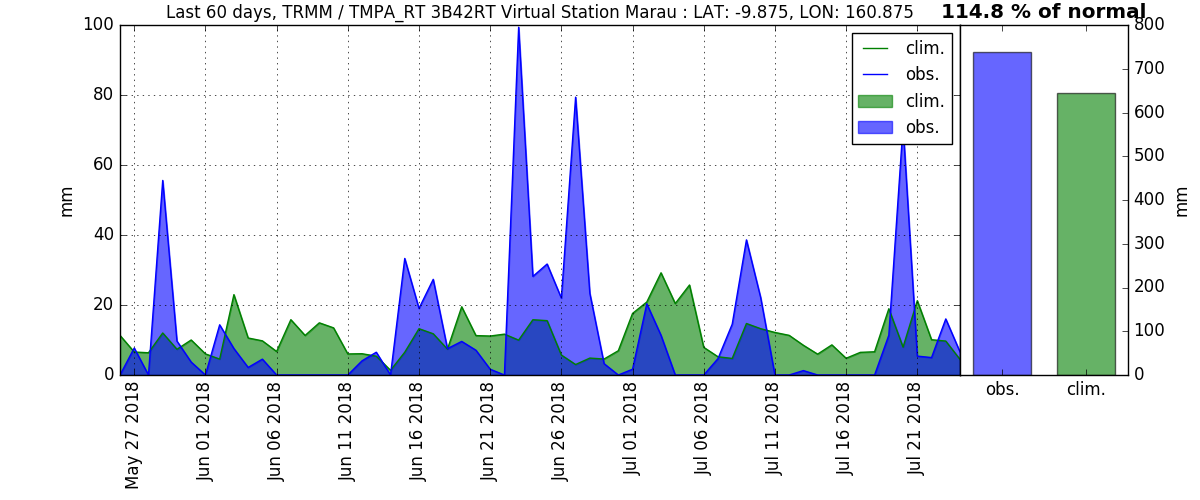 Last 60 days, TRMM / TMPA_RT 3B42RT Virtual Station Marau : LAT: -9.875, LON: 160.875
114.8 % of normal
100
80
60
40
20
0
mm
clim.
obs.
clim.
obs.
May 27 2018
Jun 01 2018
Jun 06 2018
Jun 11 2018
Jun 16 2018
Jun 21 2018
Jun 26 2018
Jul 01 2018
Jul 06 2018
Jul 11 2018
Jul 16 2018
Jul 21 2018
800
700
600
500
400
300
200
100
0
mm
obs.
clim.